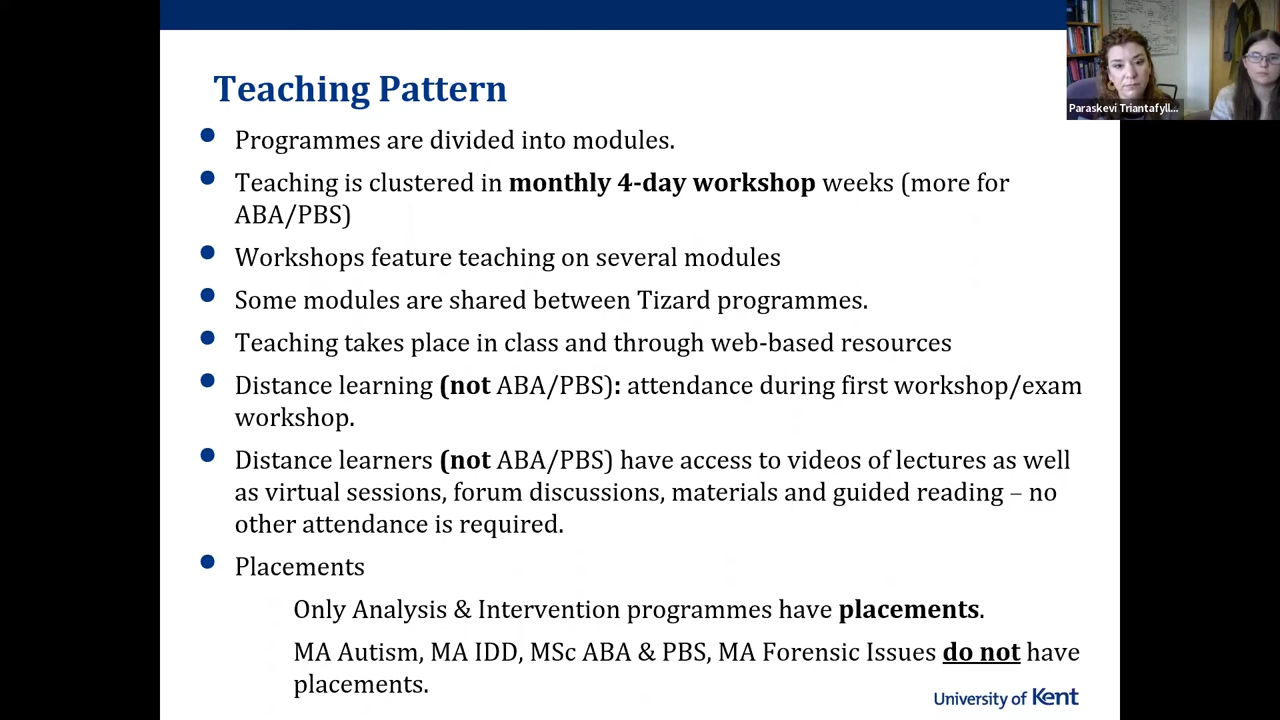 Teaching Pattern
Programmes are divided into modules.
Teaching is clustered in monthly 4-day workshop weeks (more for
ABA/PBS)
Workshops feature teaching on several modules
Some modules are shared between Tizard programmes.
Teaching takes place in class and through web-based resources
Distance learning (not ABA/PBS): attendance during first workshop/exam
workshop.
Distance learners (not ABA/PBS) have access to videos of lectures as well
as virtual sessions, forum discussions, materials and guided reading – no
other attendance is required.
Placements
Only Analysis & Intervention programmes have placements.
MA Autism, MA IDD, MSc ABA & PBS, MA Forensic Issues do not have
placements.
University of Kent
Paraskevi Triantafyll...